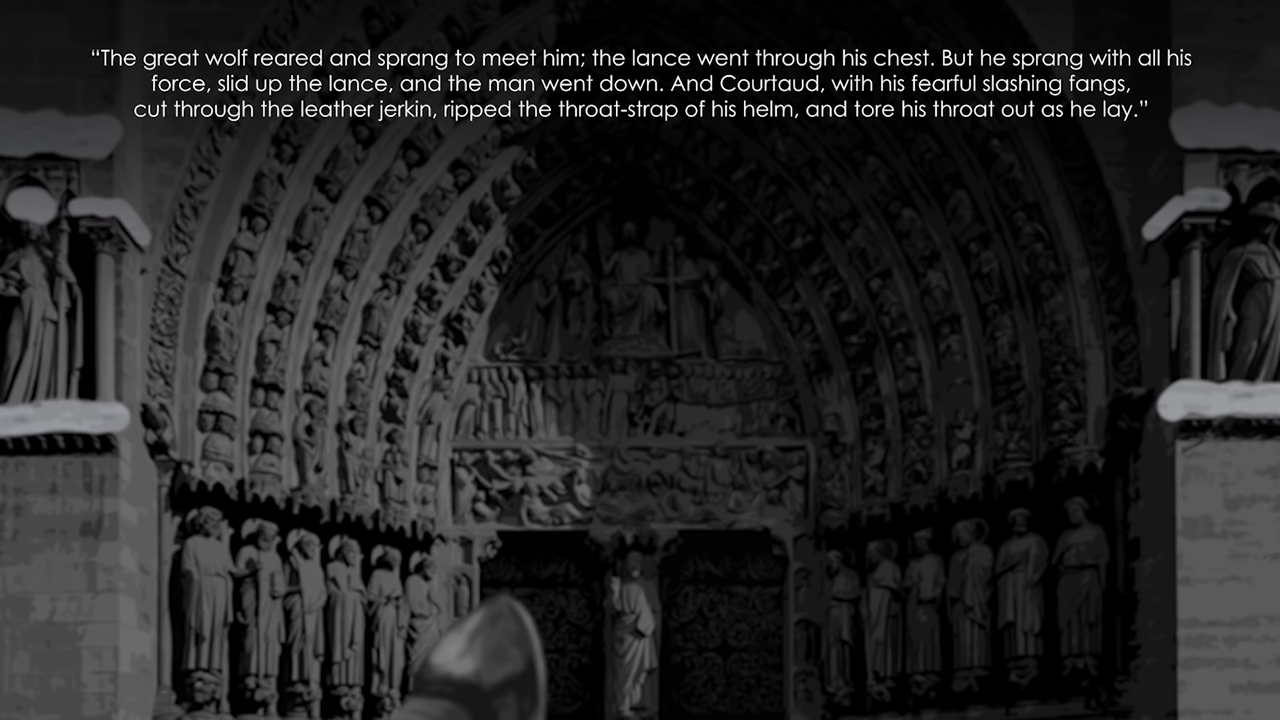 “The great wolf reared and sprang to meet him; the lance went through his chest. But he sprang with all his
force, slid up the lance, and the man went down. And Courtaud, with his fearful slashing fangs,
cut through the leather jerkin, ripped the throat-strap of his helm, and tore his throat out as he lay.”